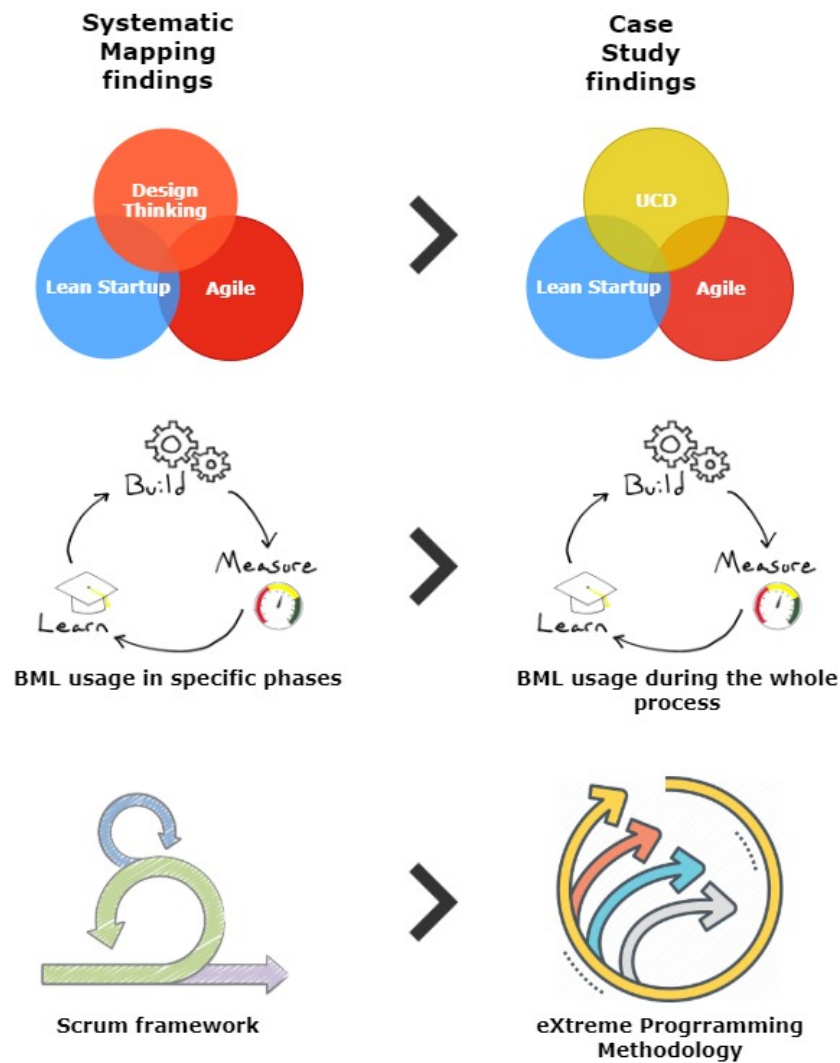 Systematic
Mapping
findings
Case
Study
findings
Design
Thinking
Lean Startup
Agile
UCD
Lean Startup
Agile
Build
Measure
Learn
BML usage in specific phases
Build
Measure
Learn
BML usage during the whole
process
Scrum framework
eXtreme Progrramming
Methodology